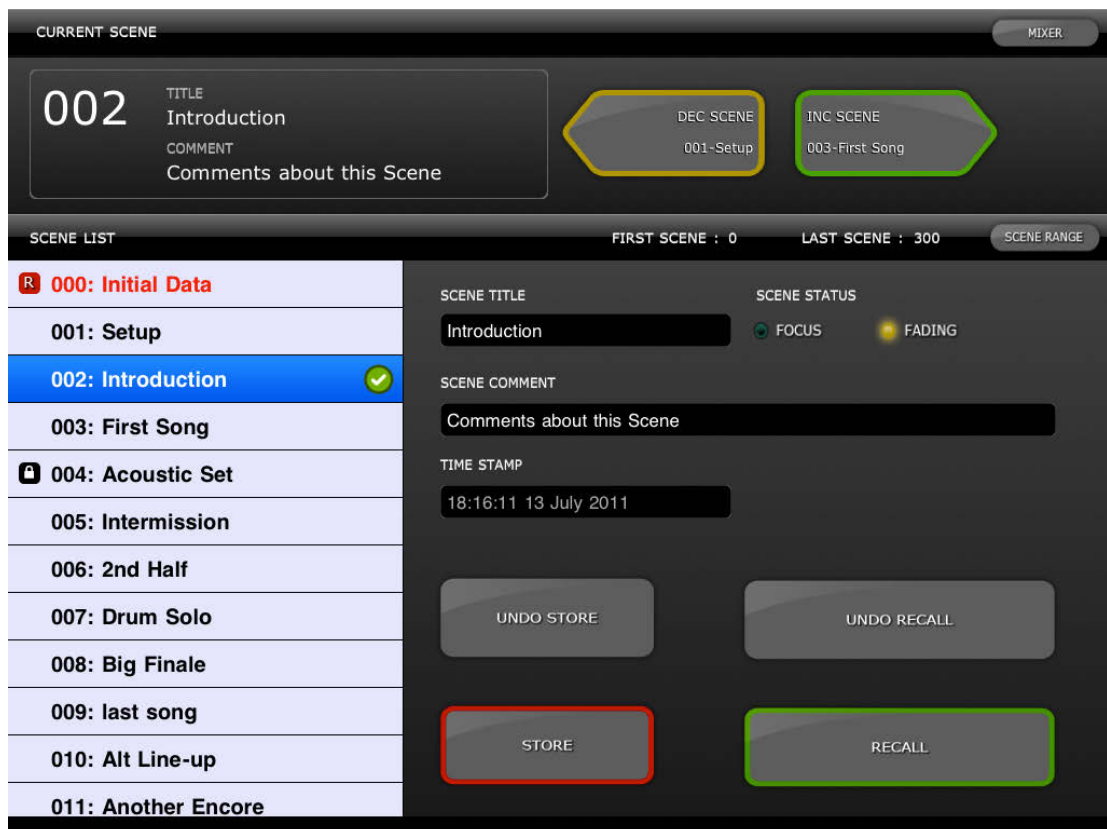 CURRENT SCENE
MIXER
002
TITLE
Introduction
COMMENT
Comments about this Scene
DEC SCENE
001-Setup
INC SCENE
003-First Song
SCENE LIST
FIRST SCENE : 0
LAST SCENE : 300
SCENE RANGE
R 000: Initial Data
001: Setup
002: Introduction
003: First Song
004: Acoustic Set
005: Intermission
006: 2nd Half
007: Drum Solo
008: Big Finale
009: last song
010: Alt Line-up
011: Another Encore
SCENE TITLE
Introduction
SCENE STATUS
FOCUS
FADING
SCENE COMMENT
Comments about this Scene
TIME STAMP
18:16:11 13 July 2011
UNDO STORE
UNDO RECALL
STORE
RECALL